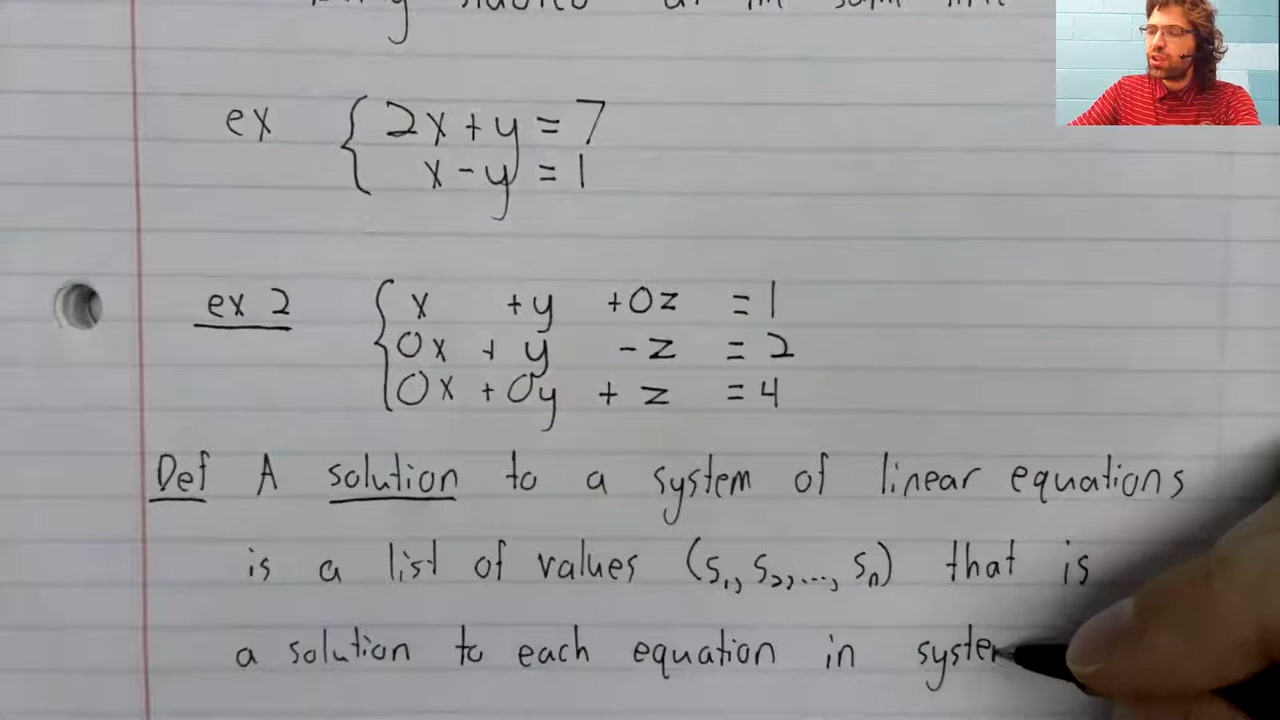 ex { 2x + y = 7
x - y = 1
ex 2 { x + y + 0z = 1
0x + y - z = 2
0x + 0y + z = 4
Def A solution to a system of linear equations
is a list of values (s₁, s₂, ..., sₙ) that is
a solution to each equation in system